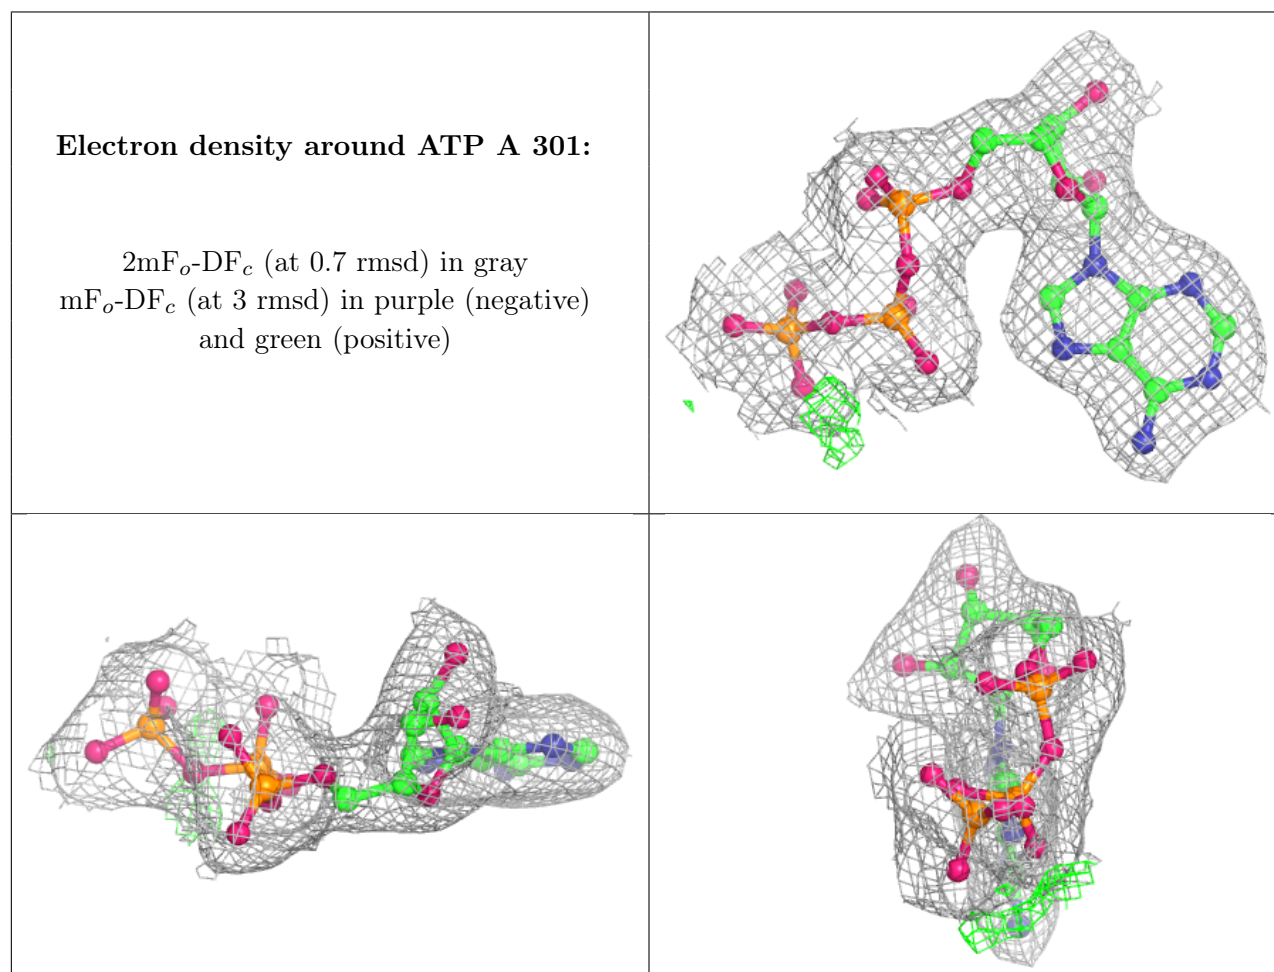 Electron density around ATP A 301:
2mFo-DFc (at 0.7 rmsd) in gray
mFo-DFc (at 3 rmsd) in purple (negative)
and green (positive)